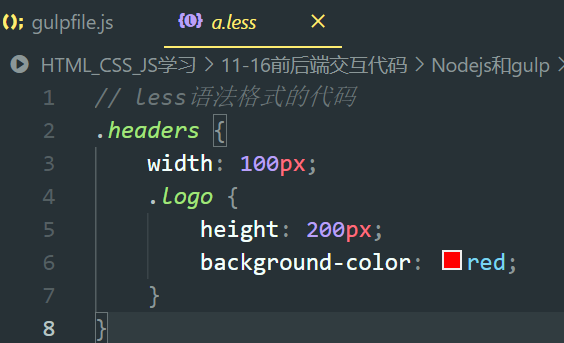 gulpfile.js a.less
HTML_CSS_JS学习 > 11-16前后端交互代码 > Nodejs和gulp >
1 // less语法格式的代码
2 .headers {
3 width: 100px;
4 .logo {
5 height: 200px;
6 background-color: red;
7 }
8 }